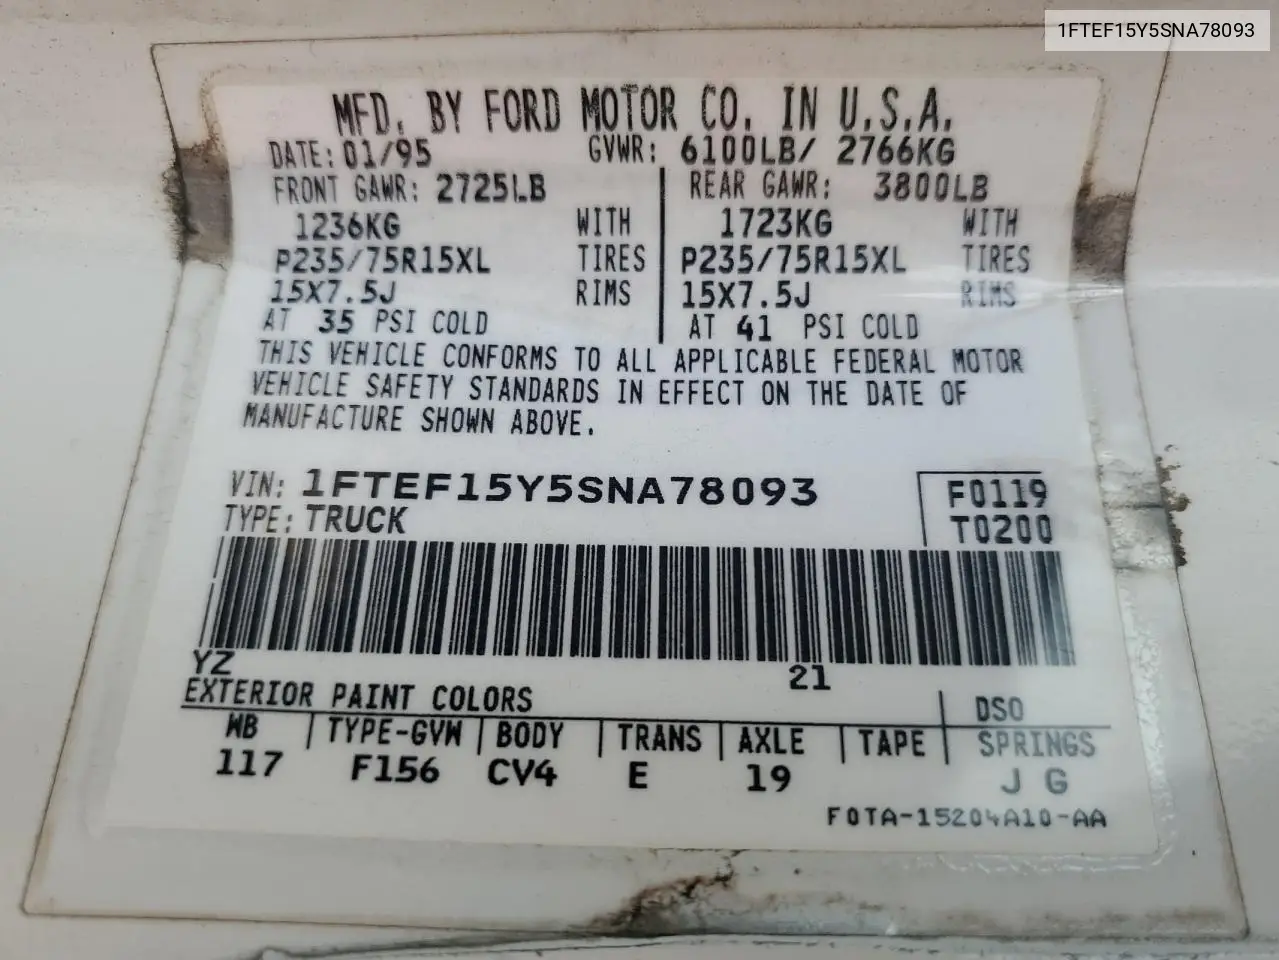 1FTEF15Y5SNA78093
MFD. BY FORD MOTOR CO. IN U.S.A.
DATE: 01/95 GVWR: 6100LB/ 2766KG
FRONT GAWR: 2725LB REAR GAWR: 3800LB
1236KG WITH 1723KG WITH
P235/75R15XL TIRES P235/75R15XL TIRES
15X7.5J RIMS 15X7.5J RIMS
AT 35 PSI COLD AT 41 PSI COLD
THIS VEHICLE CONFORMS TO ALL APPLICABLE FEDERAL MOTOR
VEHICLE SAFETY STANDARDS IN EFFECT ON THE DATE OF
MANUFACTURE SHOWN ABOVE.
VIN: 1FTEF15Y5SNA78093 F0119
TYPE: TRUCK T0200
YZ 21
EXTERIOR PAINT COLORS DSO
WB TYPE-GVW BODY TRANS AXLE TAPE SPRINGS
117 F156 CV4 E 19 J G
F0TA-15204A10-AA